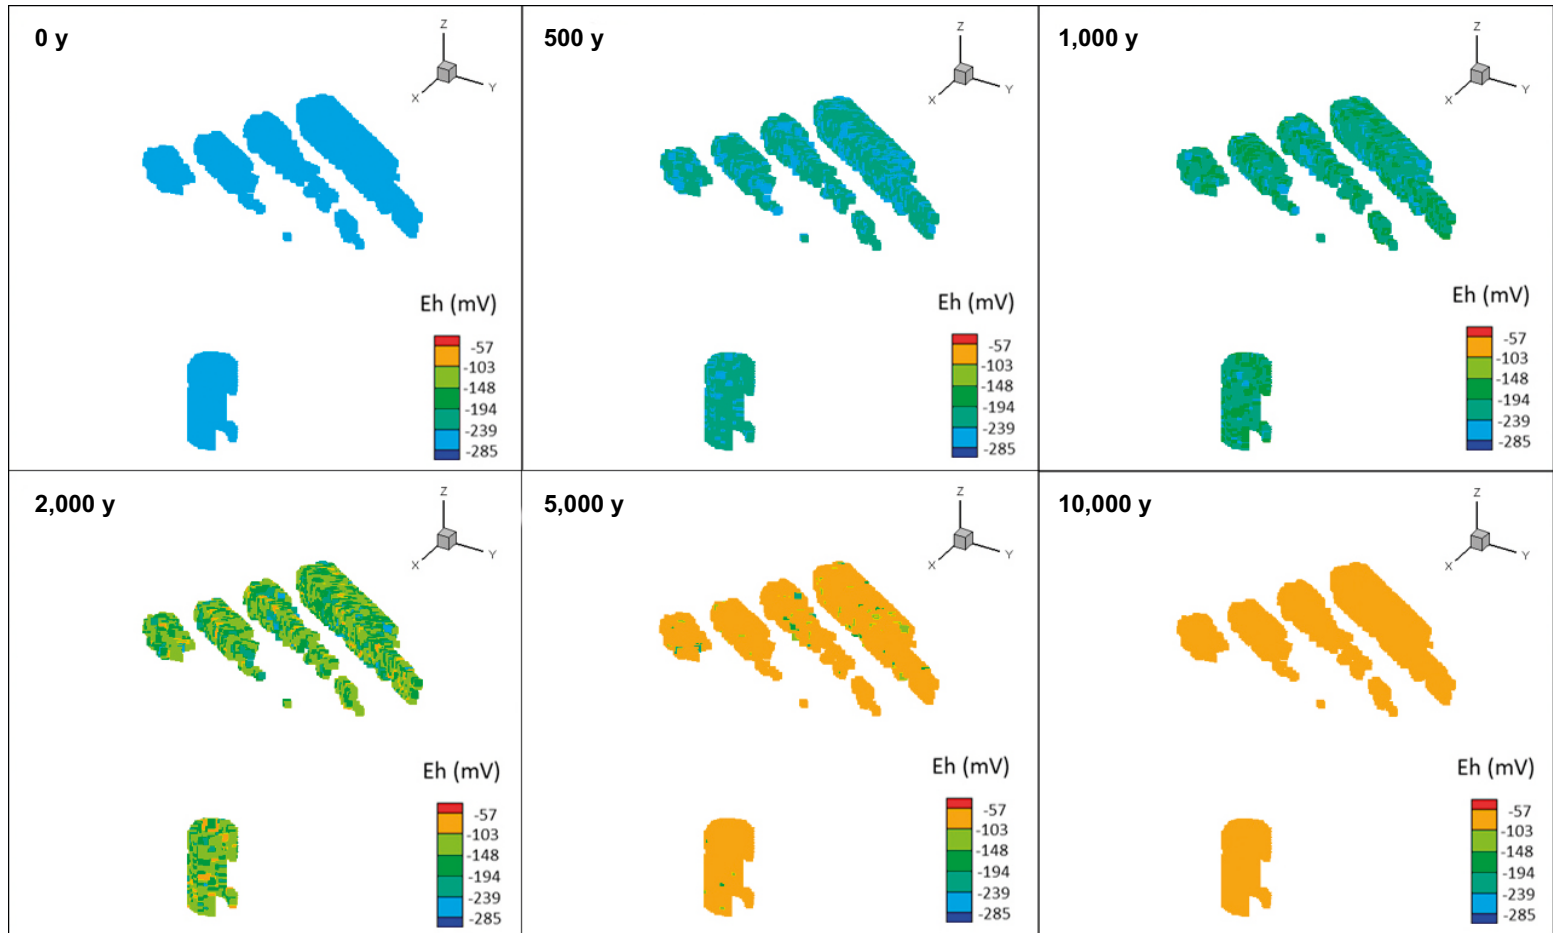 0 y
Z
X
Y
Eh (mV)
-57
-103
-148
-194
-239
-285
500 y
Z
X
Y
Eh (mV)
-57
-103
-148
-194
-239
-285
1,000 y
Z
X
Y
Eh (mV)
-57
-103
-148
-194
-239
-285
2,000 y
Z
X
Y
Eh (mV)
-57
-103
-148
-194
-239
-285
5,000 y
Z
X
Y
Eh (mV)
-57
-103
-148
-194
-239
-285
10,000 y
Z
X
Y
Eh (mV)
-57
-103
-148
-194
-239
-285